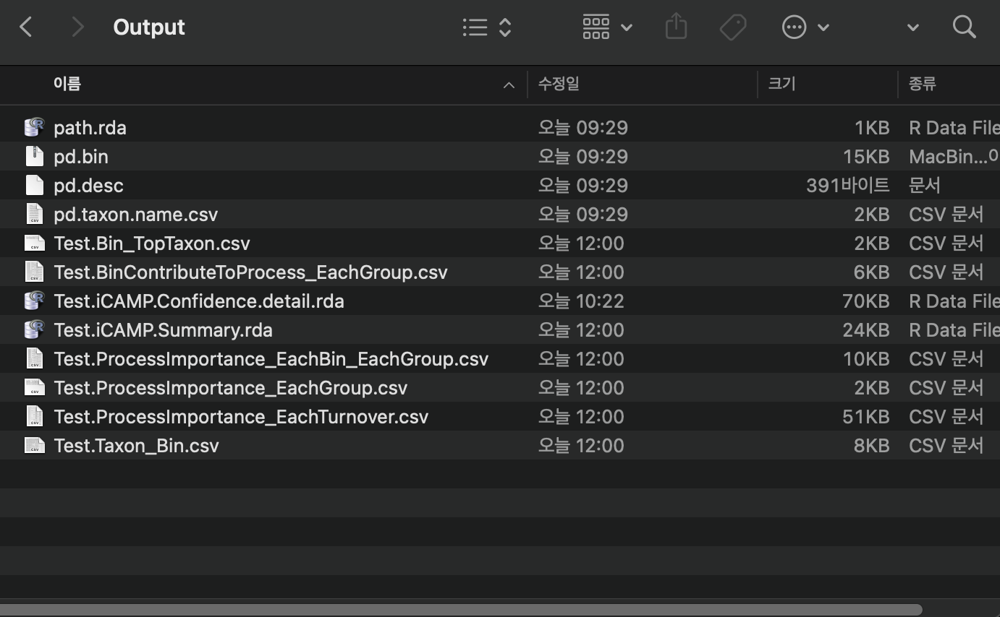 Output
이름 수정일 크기 종류
path.rda 오늘 09:29 1KB R Data File
pd.bin 오늘 09:29 15KB MacBin...0
pd.desc 오늘 09:29 391바이트 문서
pd.taxon.name.csv 오늘 09:29 2KB CSV 문서
Test.Bin_TopTaxon.csv 오늘 12:00 2KB CSV 문서
Test.BinContributeToProcess_EachGroup.csv 오늘 12:00 6KB CSV 문서
Test.iCAMP.Confidence.detail.rda 오늘 10:22 70KB R Data File
Test.iCAMP.Summary.rda 오늘 12:00 24KB R Data File
Test.ProcessImportance_EachBin_EachGroup.csv 오늘 12:00 10KB CSV 문서
Test.ProcessImportance_EachGroup.csv 오늘 12:00 2KB CSV 문서
Test.ProcessImportance_EachTurnover.csv 오늘 12:00 51KB CSV 문서
Test.Taxon_Bin.csv 오늘 12:00 8KB CSV 문서